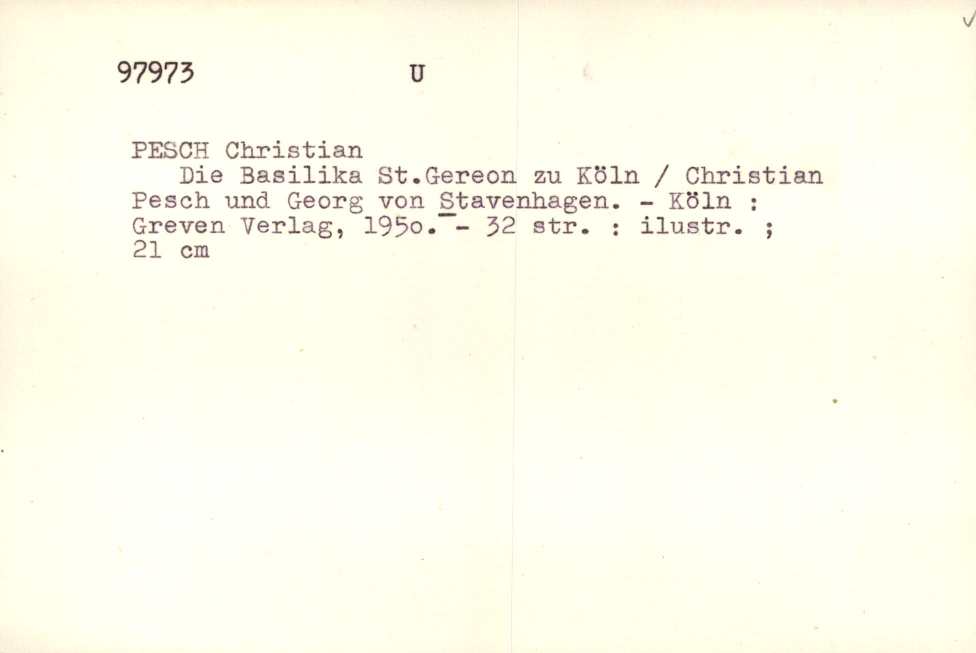 97973 U
PESCH Christian
Die Basilika St.Gereon zu Köln / Christian
Pesch und Georg von Stavenhagen. - Köln :
Greven Verlag, 195o. - 32 str. : ilustr. ;
21 cm